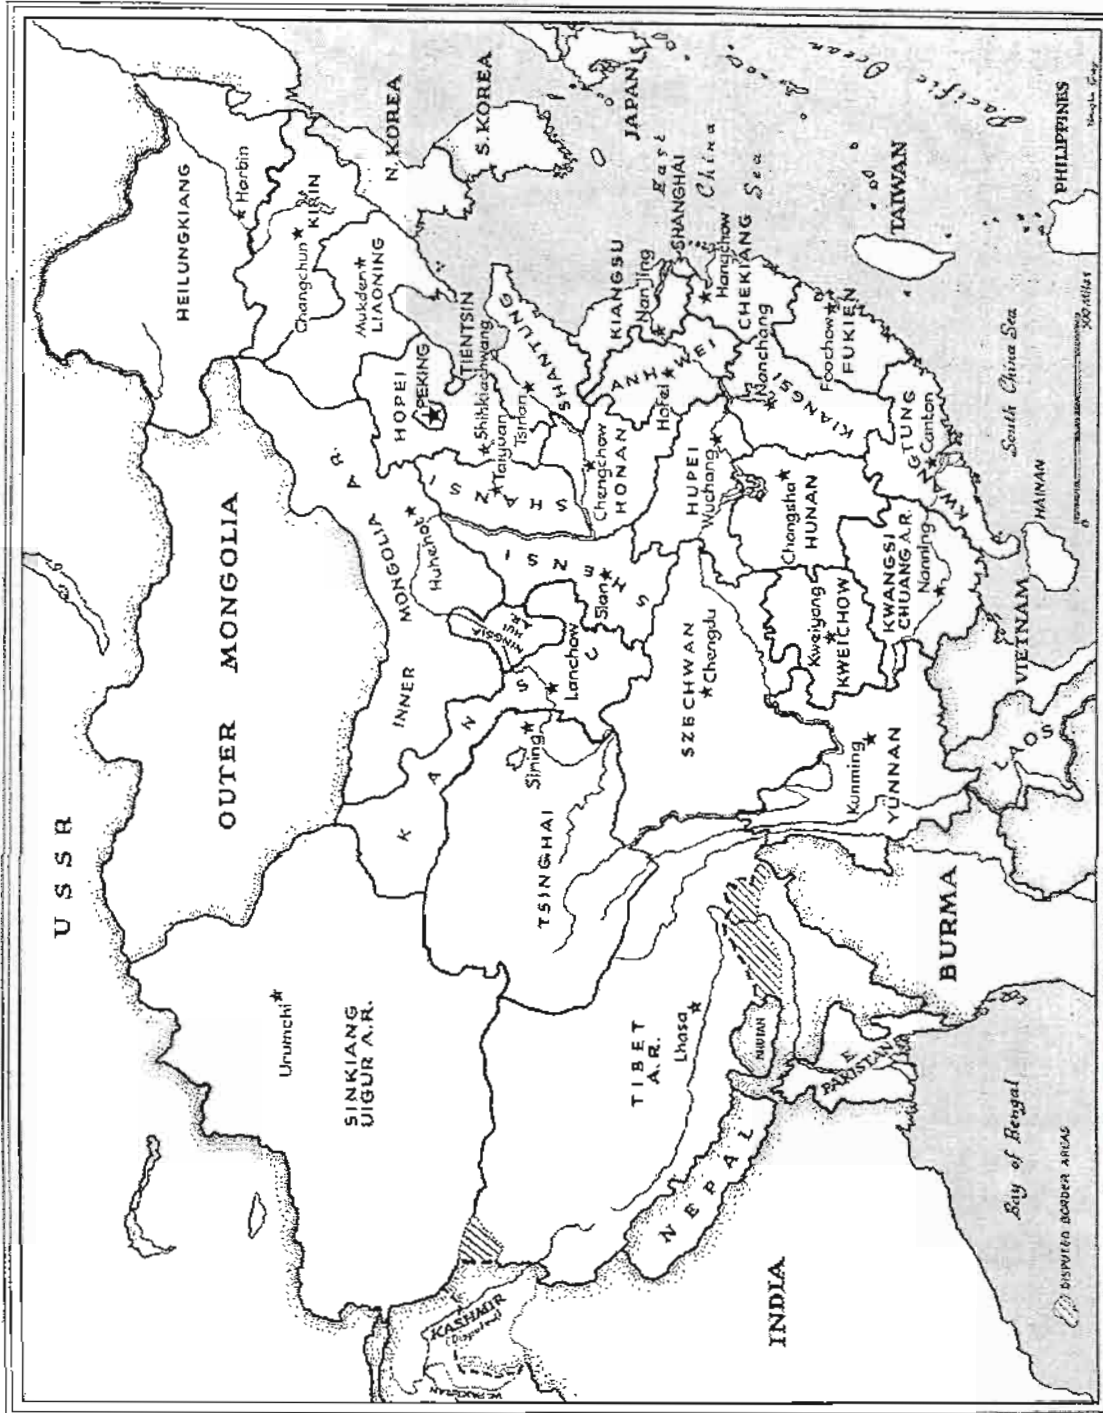 USSR
OUTER MONGOLIA
HEILUNGKIANG
Harbin
Changchun
KIRIN
Mukden
LIAONING
N.KOREA
S.KOREA
JAPAN
INNER MONGOLIA A.R.
Huhehot
HOPEI
PEKING
TIENTSIN
Shihkiachwang
Taiyuan
Tsinan
SHANTUNG
SHANSI
SHENSI
Sian
NINGSIA
HUI
A.R.
KANSU
Lanchow
Sining
TSINGHAI
Urumchi
SINKIANG
UIGUR A.R.
KASHMIR
(Disputed)
TIBET
A.R.
Lhasa
NEPAL
BHUTAN
INDIA
E.
PAKISTAN
BURMA
SZECHWAN
Chengdu
Chengchow
HONAN
HUPEI
Wuchang
ANHWEI
Hofei
KIANGSU
NanJing
SHANGHAI
Hangchow
CHEKIANG
East
China
Sea
Nanchang
KIANGSI
Foochow
FUKIEN
Changsha
HUNAN
Kweiyang
KWEICHOW
KWANGSI
CHUANG A.R.
Nanning
KWANGTUNG
Canton
Kunming
YUNNAN
VIETNAM
LAOS
HAINAN
TAIWAN
PHILIPPINES
Pacific Ocean
South China Sea
Bay of Bengal
DISPUTED BORDER AREAS
500 Miles